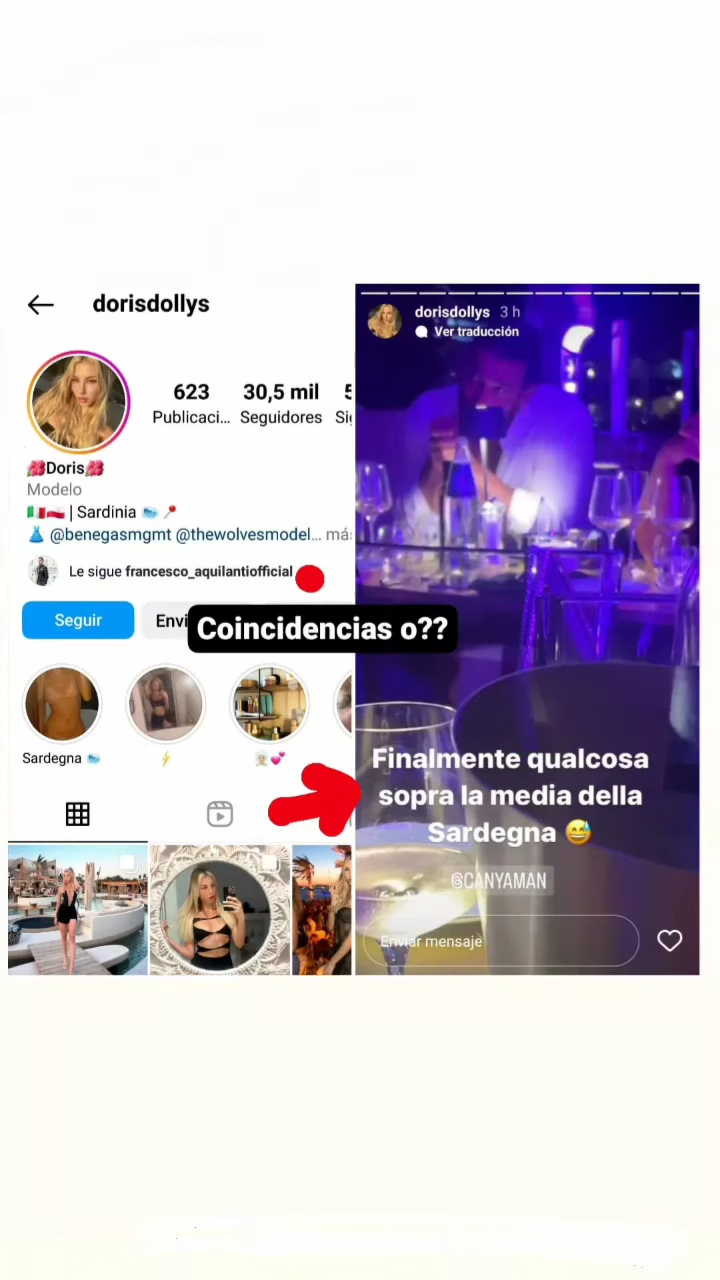 dorisdollys
623
30,5 mil
Publicaci...
Seguidores
🌺Doris🌺
Modelo
🇮🇹🇵🇱 | Sardinia 🥏📍
👗 @benegasmgmt @thewolvesmodel... más
Le sigue francesco_aquilantiofficial
Seguir
Envi
Coincidencias o??
Sardegna 🥏
⚡
👩🏼‍🍳💕
dorisdollys 3 h
Ver traducción
Finalmente qualcosa
sopra la media della
Sardegna 😅
@CANYAMAN
Enviar mensaje